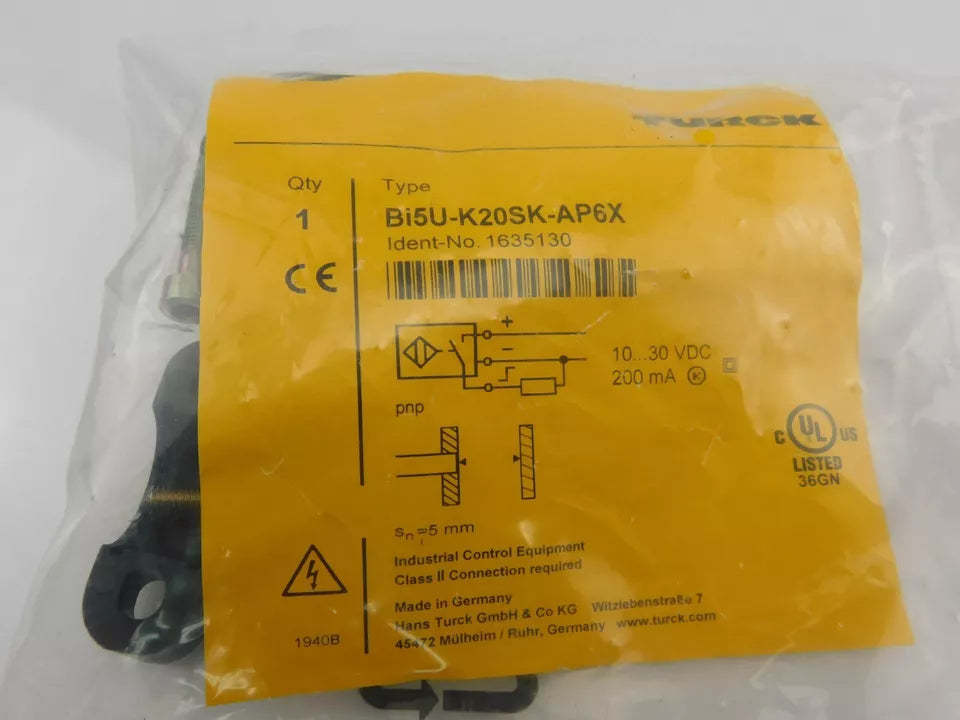 TURCK
Qty
1
Type
Bi5U-K20SK-AP6X
Ident-No. 1635130
CE
+
−
10...30 VDC
200 mA
pnp
sn = 5 mm
C UL US
LISTED
36GN
Industrial Control Equipment
Class II Connection required
Made in Germany
Hans Turck GmbH & Co KG Witzlebenstraße 7
45472 Mülheim / Ruhr, Germany www.turck.com
1940B